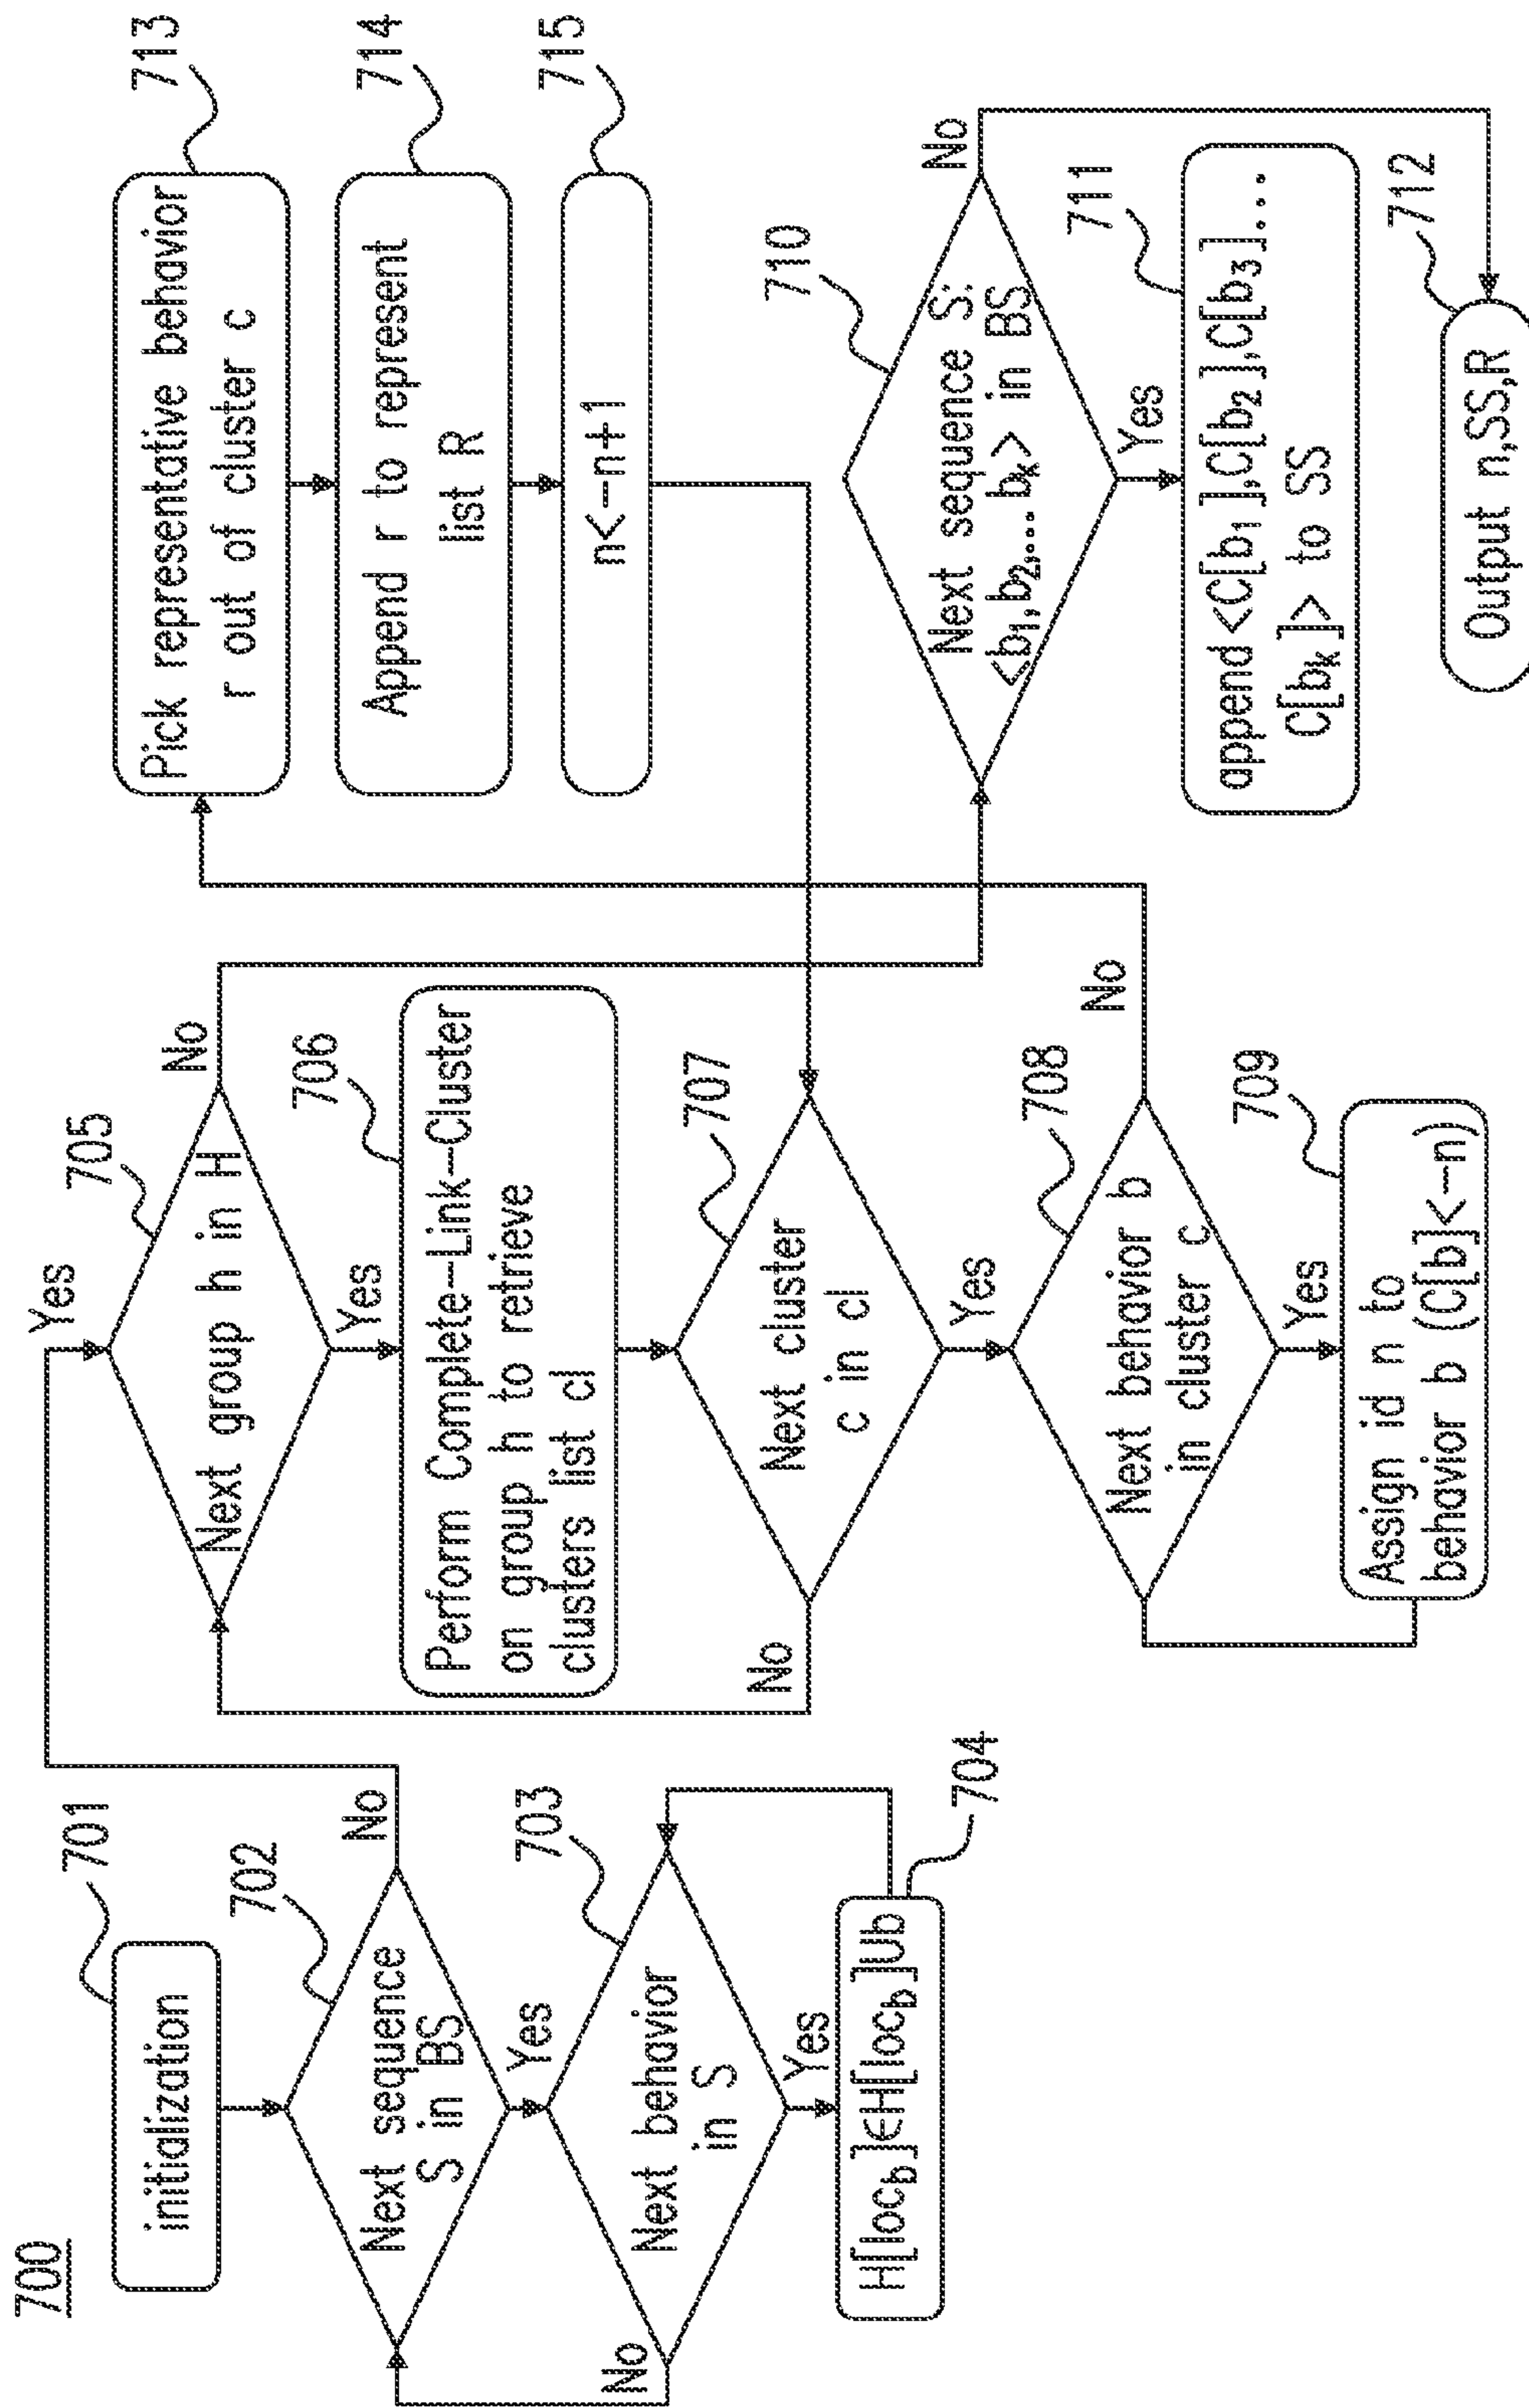 700
701
initialization
702
Next sequence
S in BS
No
Yes
703
Next behavior
in S
No
Yes
704
H[loc_b]∈H[loc_b]Ub
Yes
705
Next group h in H
No
Yes
706
Perform Complete-Link-Cluster
on group h to retrieve
clusters list cl
707
Next cluster
c in cl
No
Yes
708
Next behavior b
in cluster c
No
Yes
709
Assign id n to
behavior b (C[b]<-n)
713
Pick representative behavior
r out of cluster c
714
Append r to represent
list R
715
n<-n+1
710
Next sequence S:
<b₁,b₂,... bₖ> in BS
No
Yes
711
append <C[b₁],C[b₂],C[b₃]....
C[bₖ]> to SS
712
Output n,SS,R